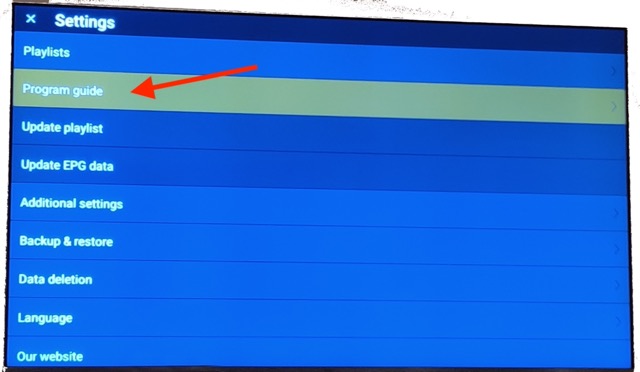 × Settings
Playlists
Program guide
Update playlist
Update EPG data
Additional settings
Backup & restore
Data deletion
Language
Our website